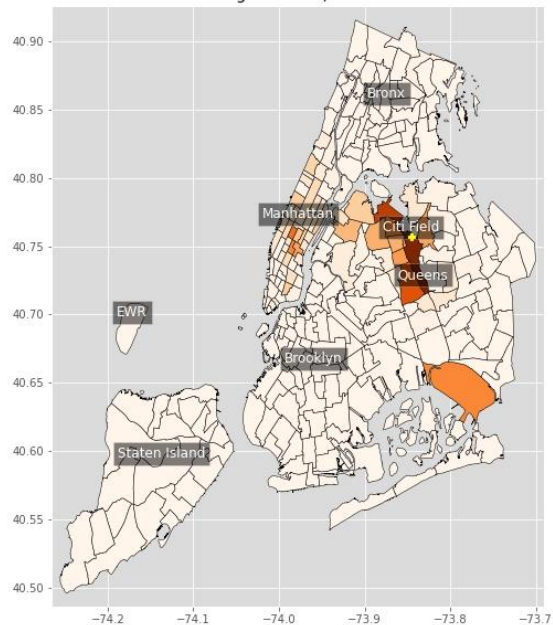 40.90
40.85
Bronx
40.80
Manhattan
Citi Field
40.75
Queens
40.70
EWR
Brooklyn
40.65
40.60
Staten Island
40.55
40.50
−74.2 −74.1 −74.0 −73.9 −73.8 −73.7